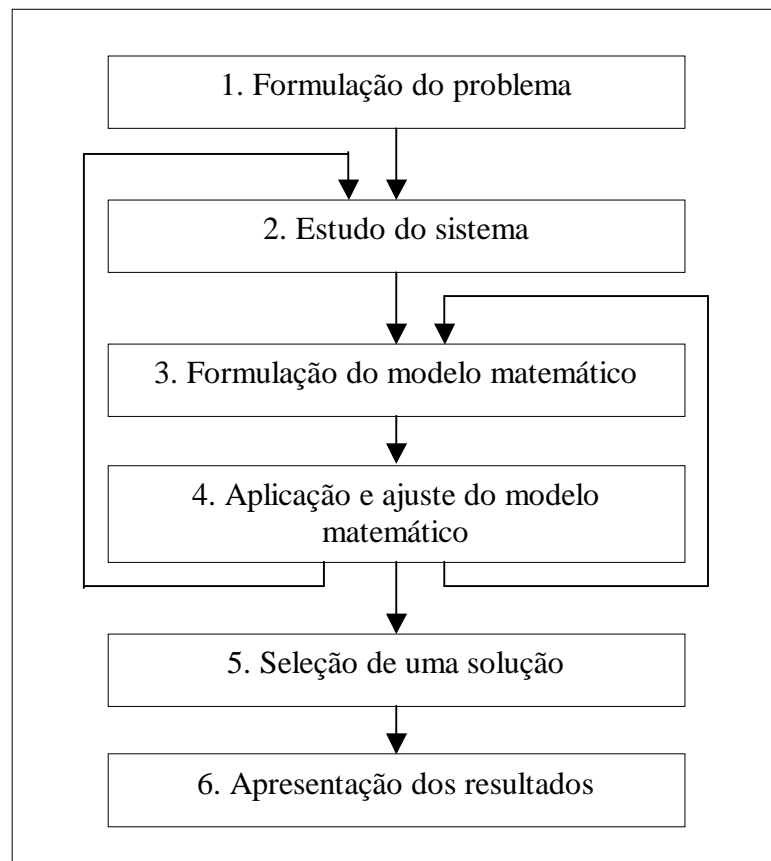 1. Formulação do problema
2. Estudo do sistema
3. Formulação do modelo matemático
4. Aplicação e ajuste do modelo
matemático
5. Seleção de uma solução
6. Apresentação dos resultados